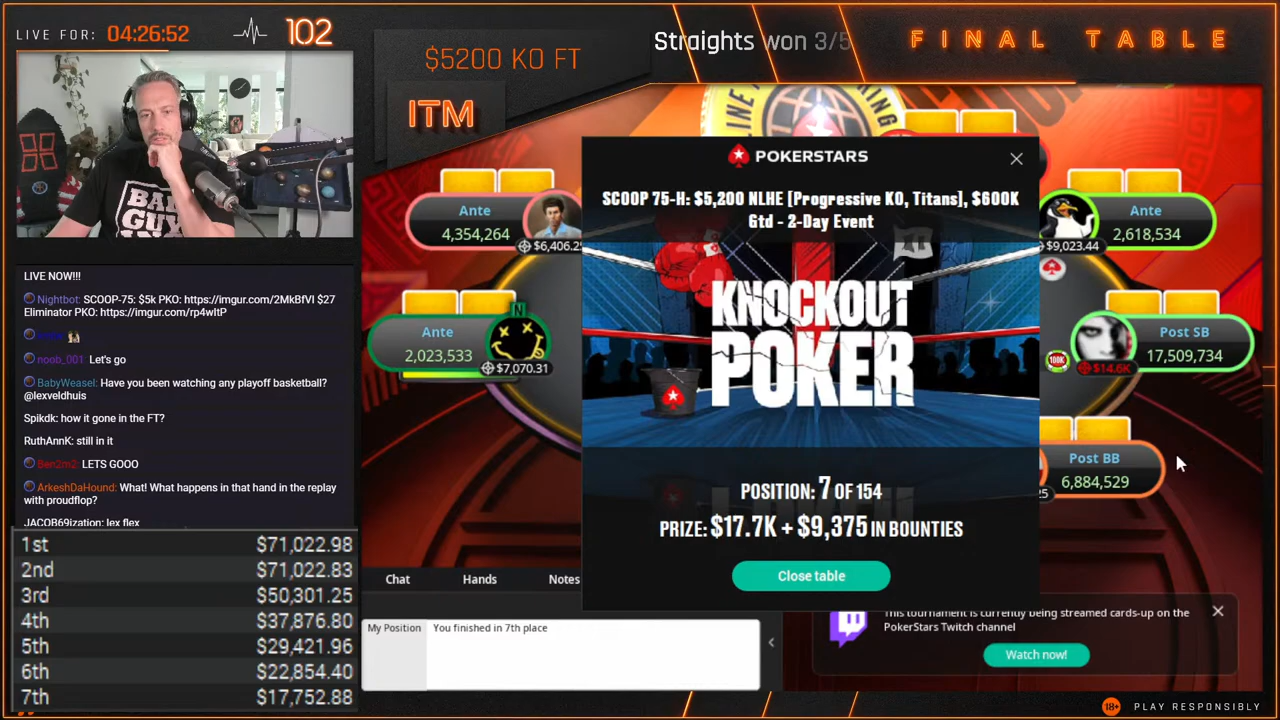 LIVE FOR: 04:26:52 102
$5200 KO FT
ITM
Straights won 3/5
FINAL TABLE
POKERSTARS
SCOOP 75-H: $5,200 NLHE [Progressive KO, Titans], $600K
Gtd - 2-Day Event
KNOCKOUT
POKER
POSITION: 7 OF 154
PRIZE: $17.7K + $9,375 IN BOUNTIES
Close table
Ante
4,354,264
$6,406.2
Ante
2,023,533
$7,070.31
Ante
2,618,534
$9,023.44
Post SB
17,509,734
$14.6K
100K
Post BB
6,884,529
25
LIVE NOW!!!
Nightbot: SCOOP-75: $5k PKO: https://imgur.com/2MkBfVI $27
Eliminator PKO: https://imgur.com/rp4wItP
noob_001 Let's go
BabyWeasel: Have you been watching any playoff basketball?
@lexveldhuis
Spikdk: how it gone in the FT?
RuthAnnK: still in it
Ben2m2: LETS GOOO
ArkeshDaHound: What! What happens in that hand in the replay
with proudflop?
JACOB69ization: lex flex
1st $71,022.98
2nd $71,022.83
3rd $50,301.25
4th $37,876.80
5th $29,421.96
6th $22,854.40
7th $17,752.88
Chat Hands Notes
My Position You finished in 7th place
This tournament is currently being streamed cards-up on the
PokerStars Twitch channel
Watch now!
18+ PLAY RESPONSIBLY